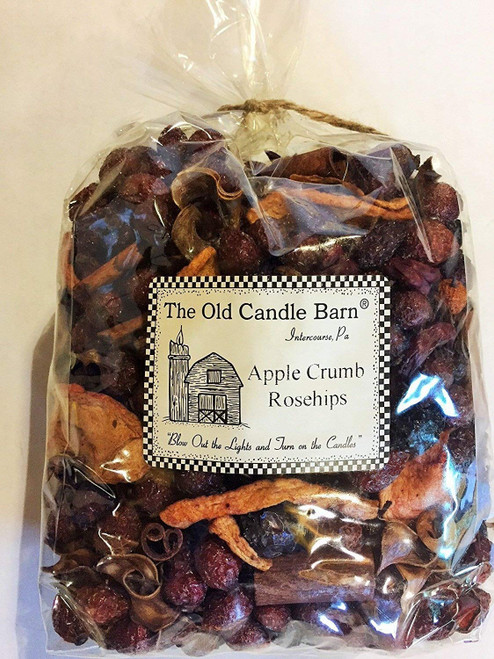 The Old Candle Barn®
Intercourse, Pa
Apple Crumb
Rosehips
"Blow Out the Lights and Turn on the Candles"